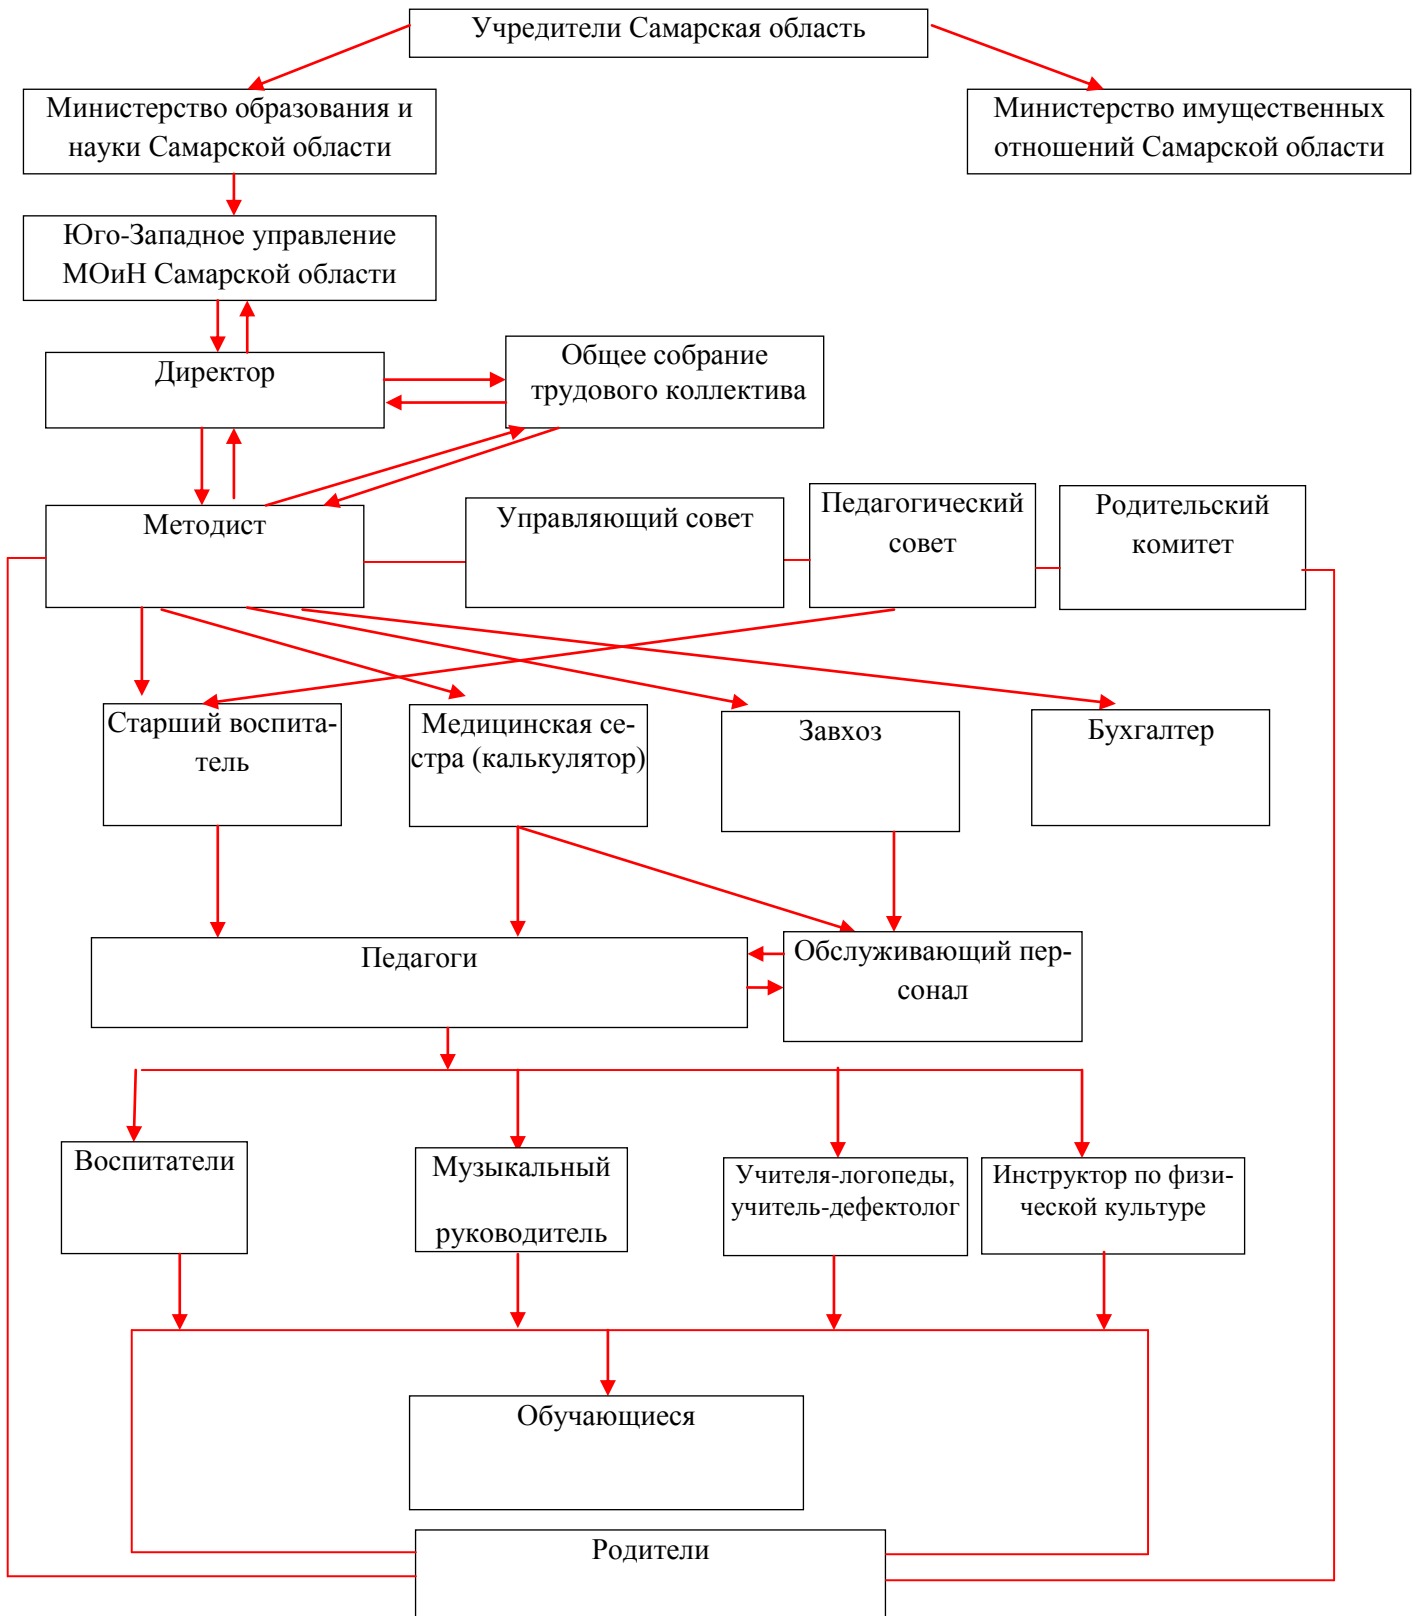 Учредители Самарская область
Министерство образования и
науки Самарской области
Министерство имущественных
отношений Самарской области
Юго-Западное управление
МОиН Самарской области
Директор
Общее собрание
трудового коллектива
Методист
Управляющий совет
Педагогический
совет
Родительский
комитет
Старший воспита-
тель
Медицинская се-
стра (калькулятор)
Завхоз
Бухгалтер
Педагоги
Обслуживающий пер-
сонал
Воспитатели
Музыкальный
руководитель
Учителя-логопеды,
учитель-дефектолог
Инструктор по физи-
ческой культуре
Обучающиеся
Родители